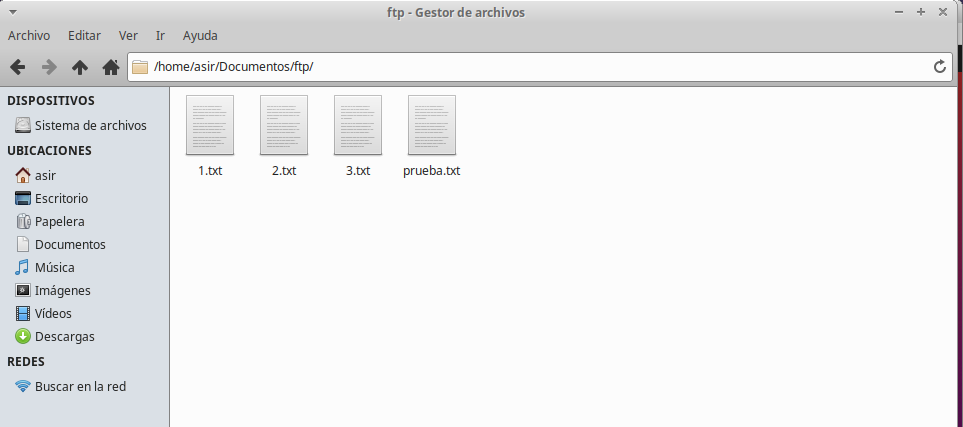 ftp - Gestor de archivos
Archivo Editar Ver Ir Ayuda
/home/asir/Documentos/ftp/
DISPOSITIVOS
Sistema de archivos
UBICACIONES
asir
Escritorio
Papelera
Documentos
Música
Imágenes
Vídeos
Descargas
REDES
Buscar en la red
1.txt 2.txt 3.txt prueba.txt